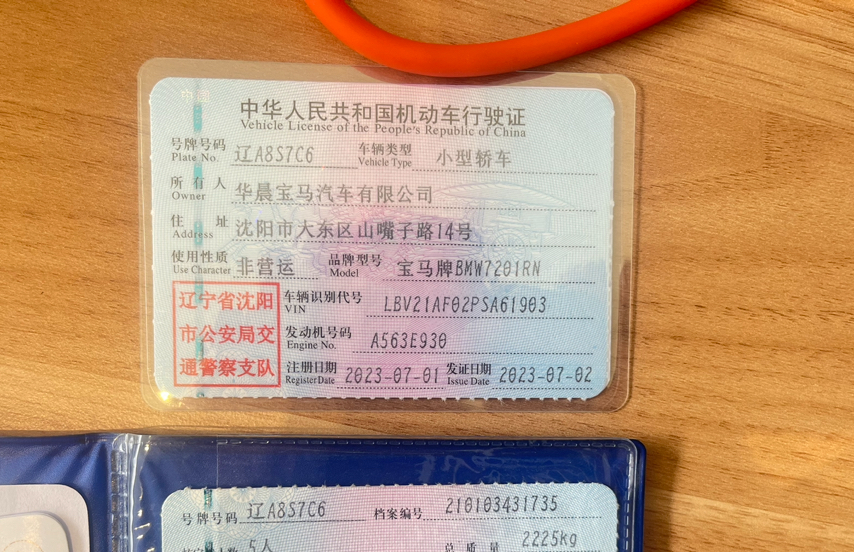 中华人民共和国机动车行驶证
Vehicle License of the People's Republic of China
号牌号码 辽A8S7C6 车辆类型 小型轿车
Plate No. Vehicle Type
所有人 华晨宝马汽车有限公司
Owner
住址 沈阳市大东区山嘴子路14号
Address
使用性质 非营运 品牌型号 宝马牌BMW7201RN
Use Character Model
辽宁省沈阳
市公安局交
通警察支队
车辆识别代号 LBV21AF02PSA61903
VIN
发动机号码 A563E930
Engine No.
注册日期 2023-07-01 发证日期 2023-07-02
Register Date Issue Date
号牌号码 辽A8S7C6 档案编号 210103431735
5人 总质量 2225kg